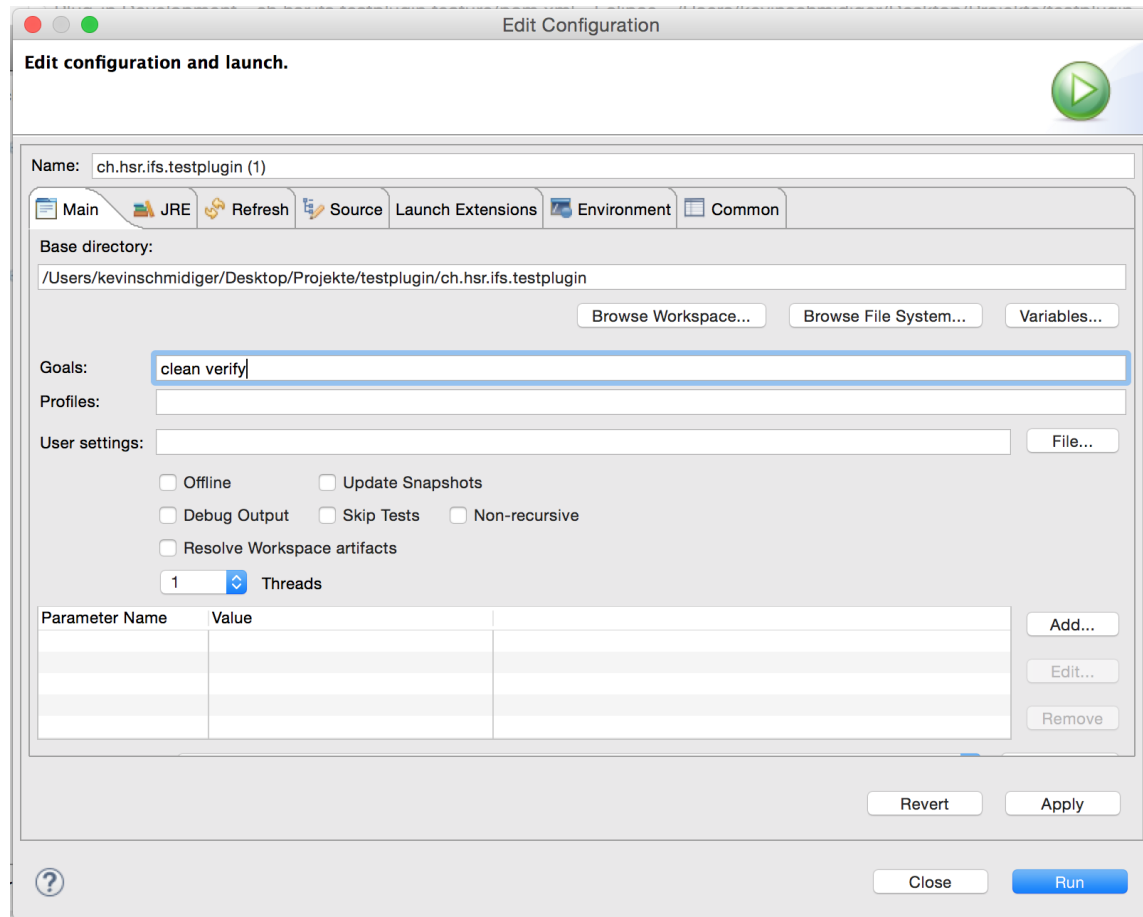 Edit Configuration
Edit configuration and launch.
Name: ch.hsr.ifs.testplugin (1)
Main JRE Refresh Source Launch Extensions Environment Common
Base directory:
/Users/kevinschmidiger/Desktop/Projekte/testplugin/ch.hsr.ifs.testplugin
Browse Workspace... Browse File System... Variables...
Goals: clean verify
Profiles:
User settings: File...
Offline Update Snapshots
Debug Output Skip Tests Non-recursive
Resolve Workspace artifacts
1 Threads
Parameter Name Value
Add...
Edit...
Remove
Revert Apply
? Close Run